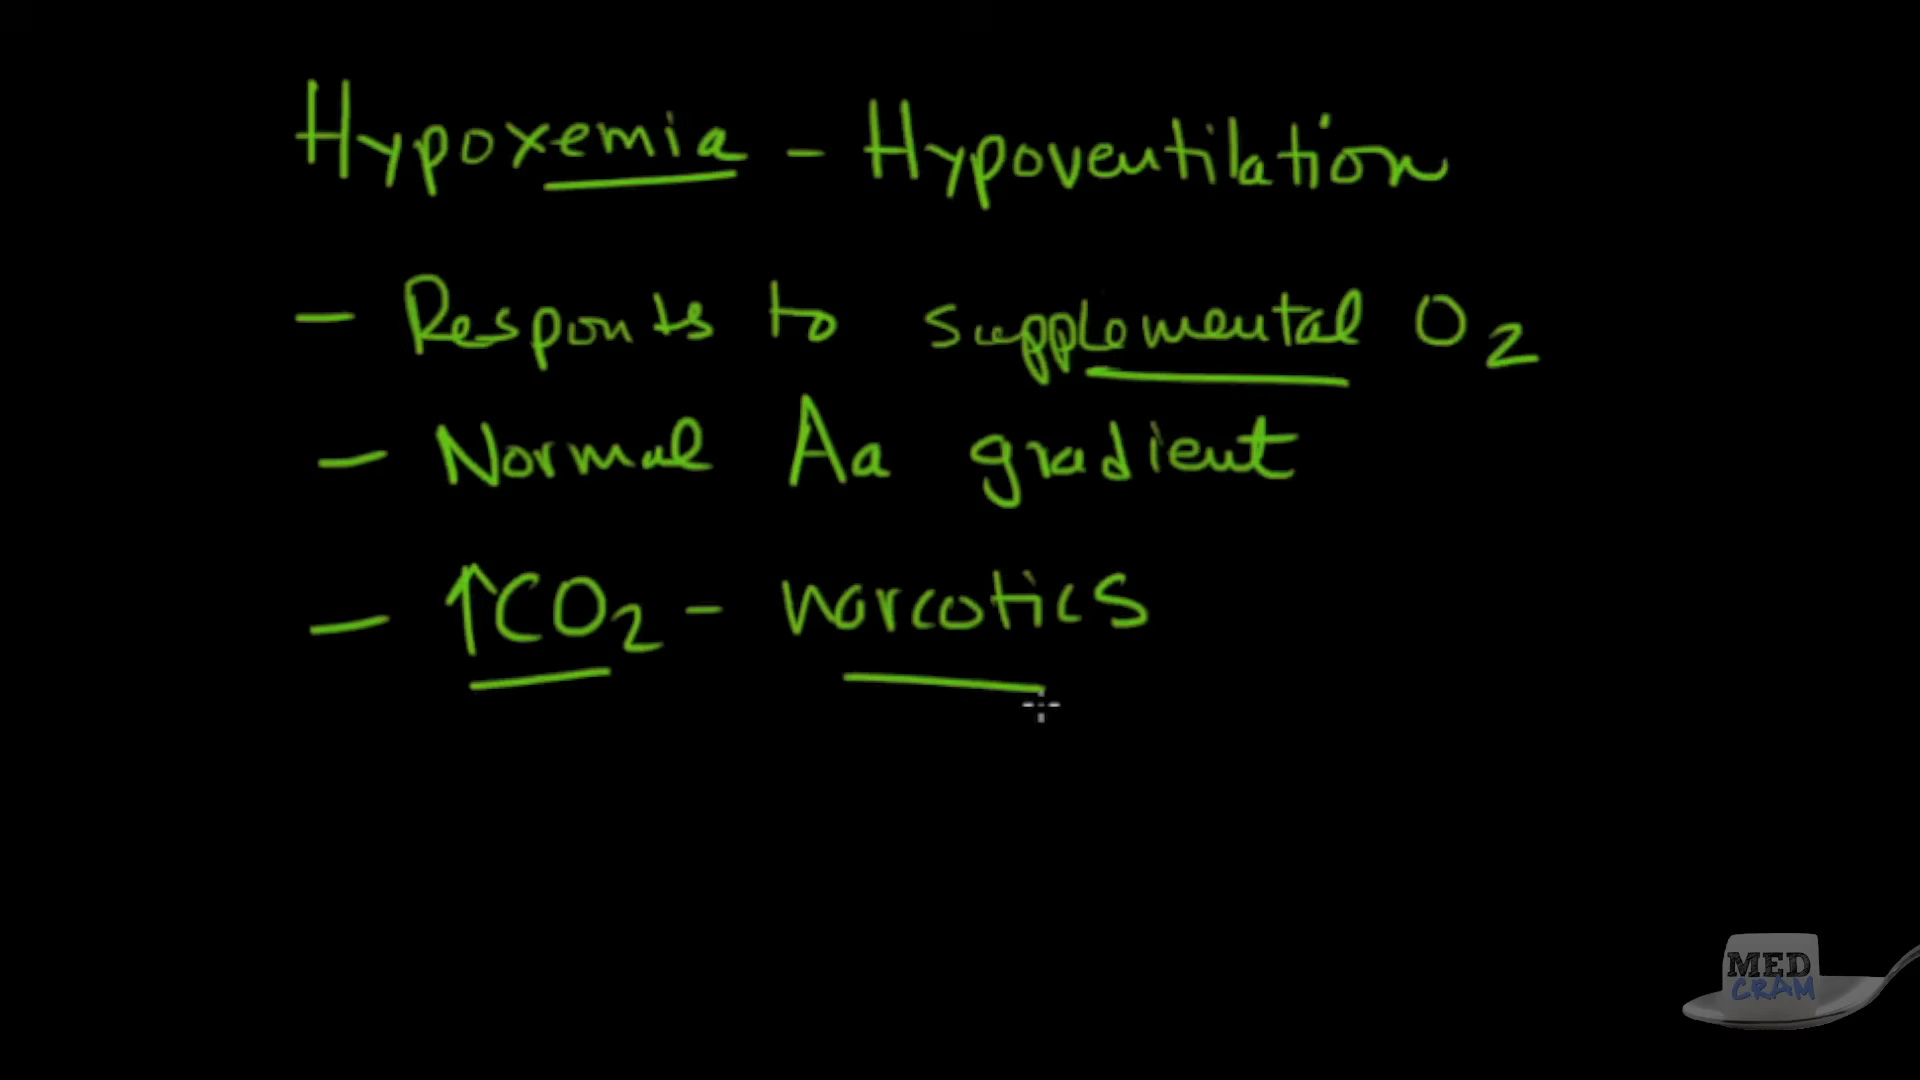 Hypoxemia - Hypoventilation
- Responds to supplemental O2
- Normal Aa gradient
- ↑CO2 - narcotics
MED
CRAM